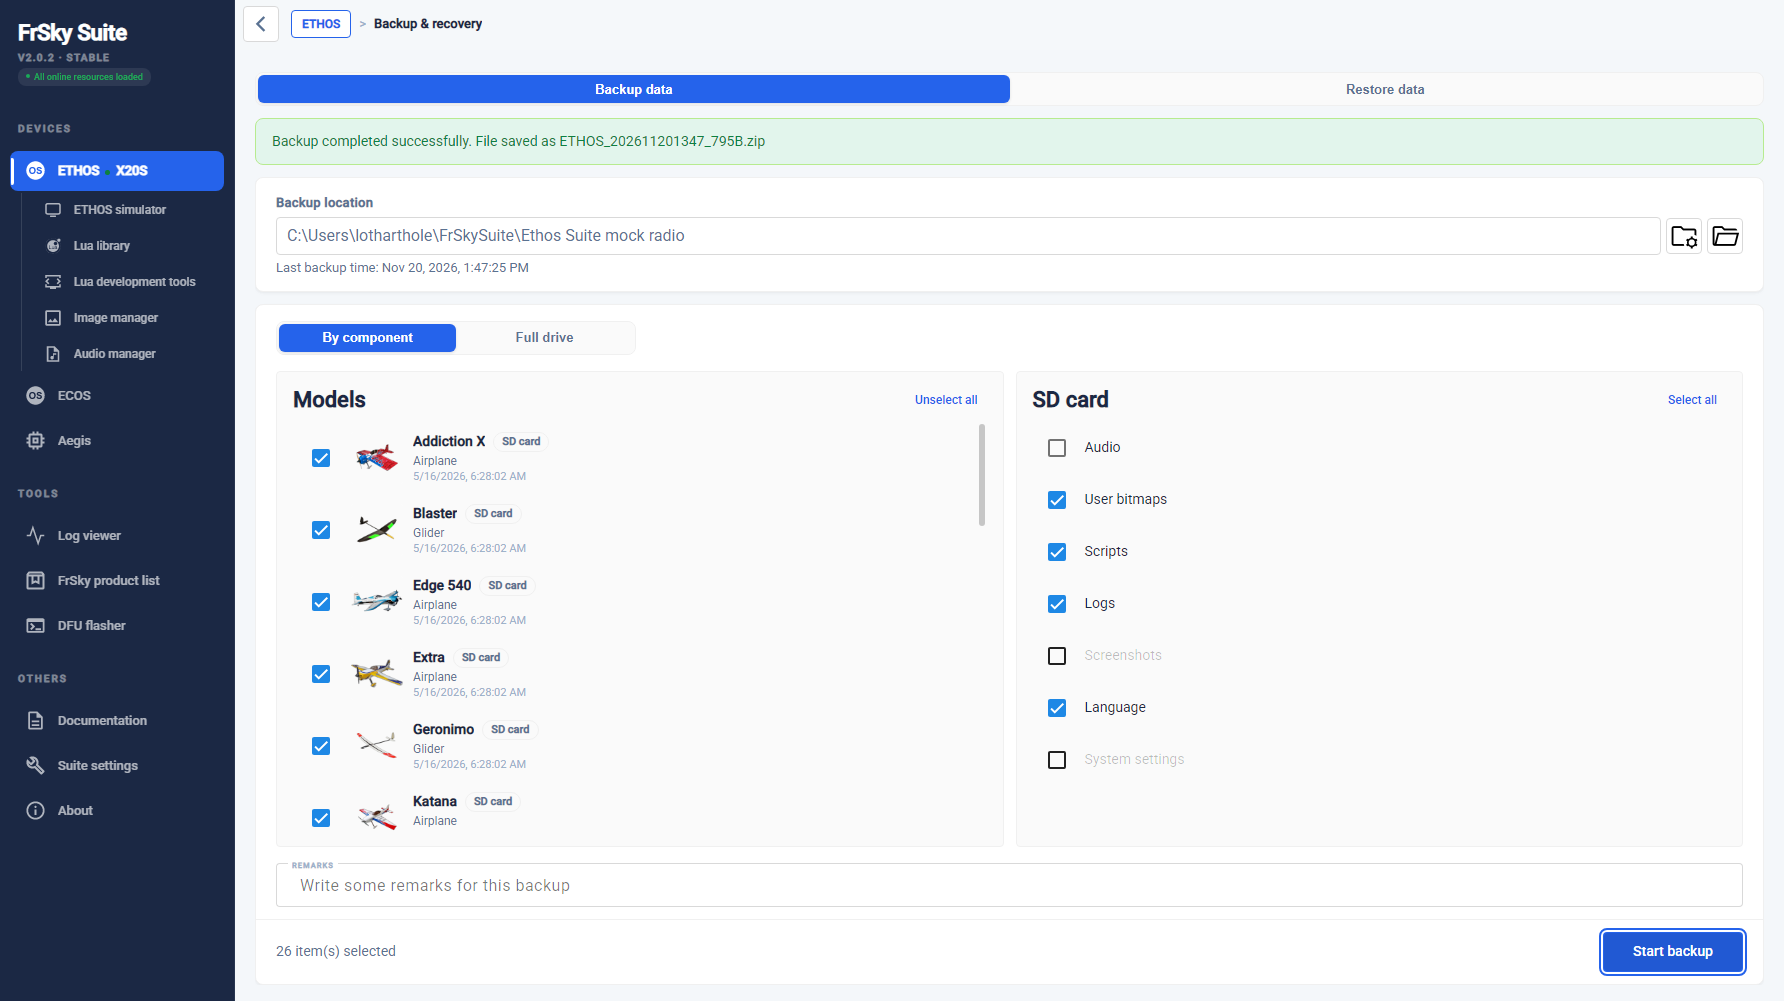 FrSky Suite
V2.0.2 · STABLE
• All online resources loaded
DEVICES
ETHOS • X20S
ETHOS simulator
Lua library
Lua development tools
Image manager
Audio manager
ECOS
Aegis
TOOLS
Log viewer
FrSky product list
DFU flasher
OTHERS
Documentation
Suite settings
About
ETHOS > Backup & recovery
Backup data
Restore data
Backup completed successfully. File saved as ETHOS_202611201347_795B.zip
Backup location
C:\Users\lotharthole\FrSkySuite\Ethos Suite mock radio
Last backup time: Nov 20, 2026, 1:47:25 PM
By component
Full drive
Models
Unselect all
Addiction X SD card
Airplane
5/16/2026, 6:28:02 AM
Blaster SD card
Glider
5/16/2026, 6:28:02 AM
Edge 540 SD card
Airplane
5/16/2026, 6:28:02 AM
Extra SD card
Airplane
5/16/2026, 6:28:02 AM
Geronimo SD card
Glider
5/16/2026, 6:28:02 AM
Katana SD card
Airplane
SD card
Select all
Audio
User bitmaps
Scripts
Logs
Screenshots
Language
System settings
REMARKS
Write some remarks for this backup
26 item(s) selected
Start backup